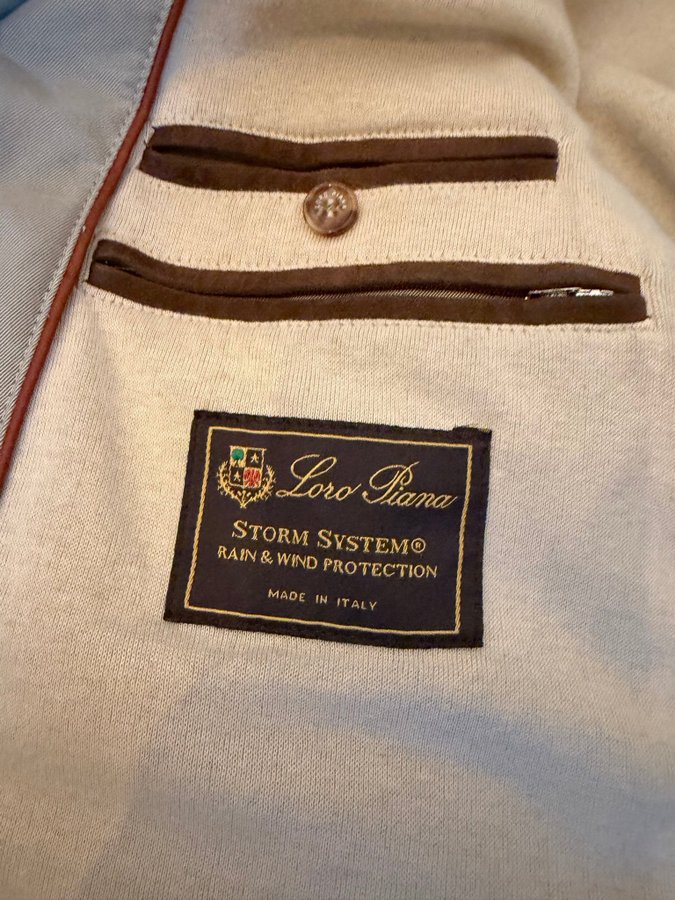 Loro Piana
STORM SYSTEM®
RAIN & WIND PROTECTION
MADE IN ITALY